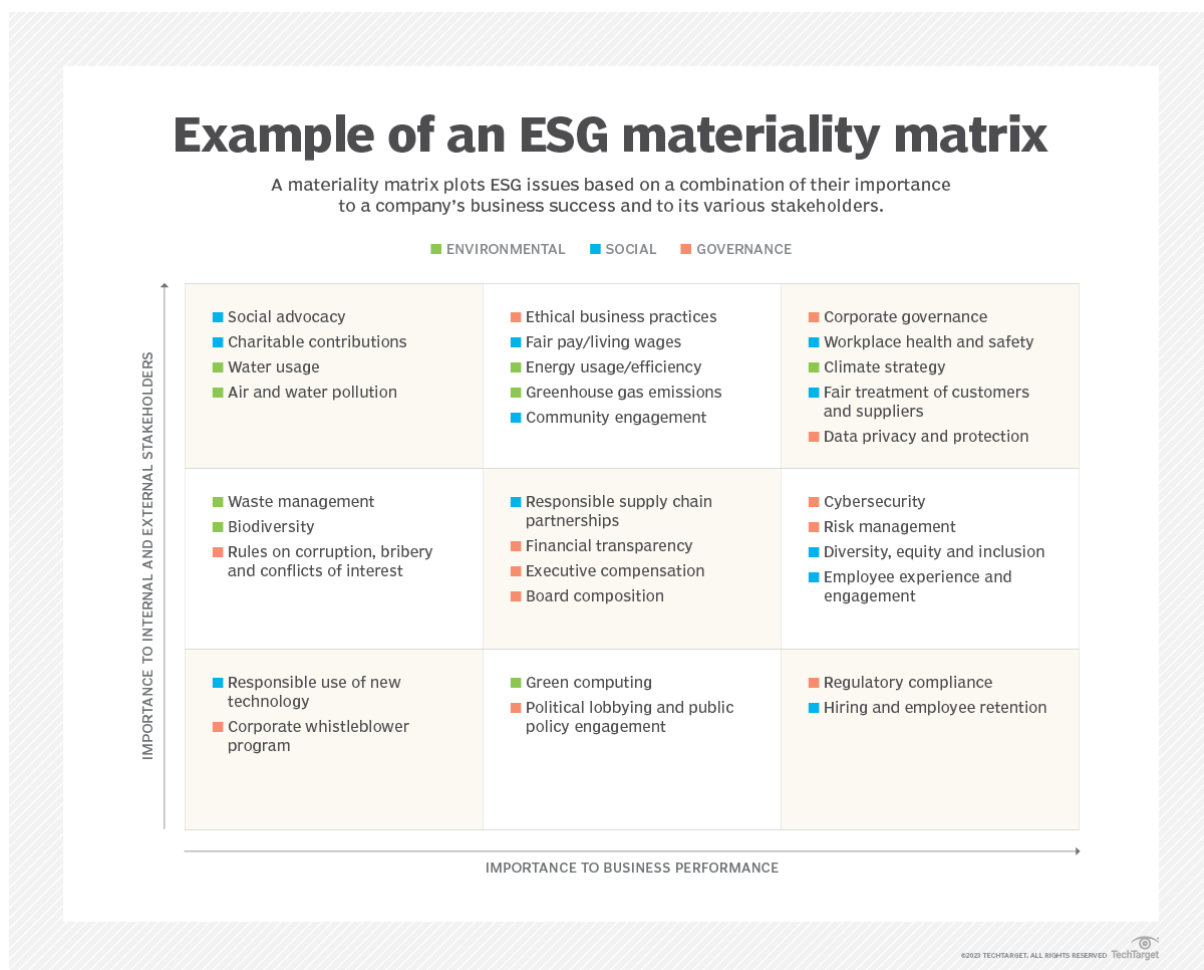 Example of an ESG materiality matrix
A materiality matrix plots ESG issues based on a combination of their importance
to a company's business success and to its various stakeholders.
ENVIRONMENTAL SOCIAL GOVERNANCE
IMPORTANCE TO INTERNAL AND EXTERNAL STAKEHOLDERS
Social advocacy
Charitable contributions
Water usage
Air and water pollution
Ethical business practices
Fair pay/living wages
Energy usage/efficiency
Greenhouse gas emissions
Community engagement
Corporate governance
Workplace health and safety
Climate strategy
Fair treatment of customers
and suppliers
Data privacy and protection
Waste management
Biodiversity
Rules on corruption, bribery
and conflicts of interest
Responsible supply chain
partnerships
Financial transparency
Executive compensation
Board composition
Cybersecurity
Risk management
Diversity, equity and inclusion
Employee experience and
engagement
Responsible use of new
technology
Corporate whistleblower
program
Green computing
Political lobbying and public
policy engagement
Regulatory compliance
Hiring and employee retention
IMPORTANCE TO BUSINESS PERFORMANCE
©2023 TECHTARGET. ALL RIGHTS RESERVED TechTarget